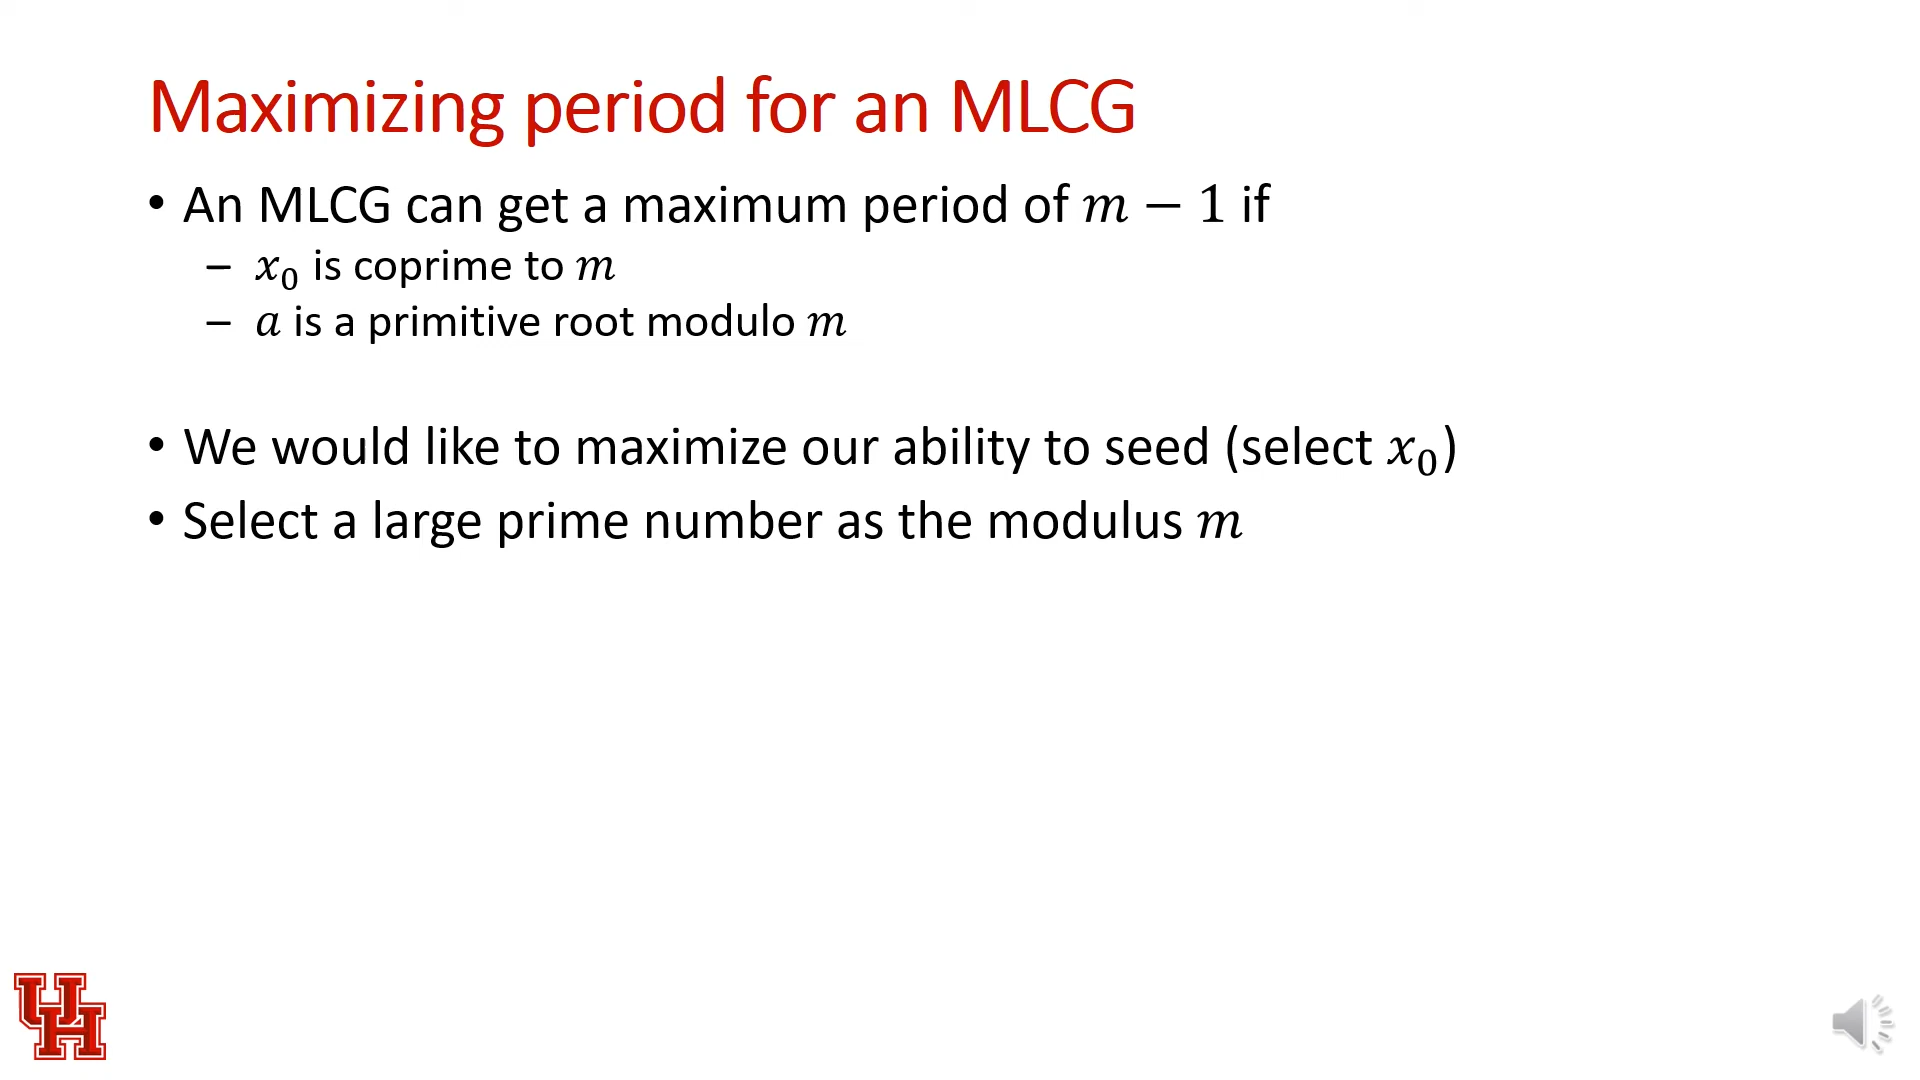 Maximizing period for an MLCG
• An MLCG can get a maximum period of m − 1 if
– x₀ is coprime to m
– a is a primitive root modulo m
• We would like to maximize our ability to seed (select x₀)
• Select a large prime number as the modulus m
UH